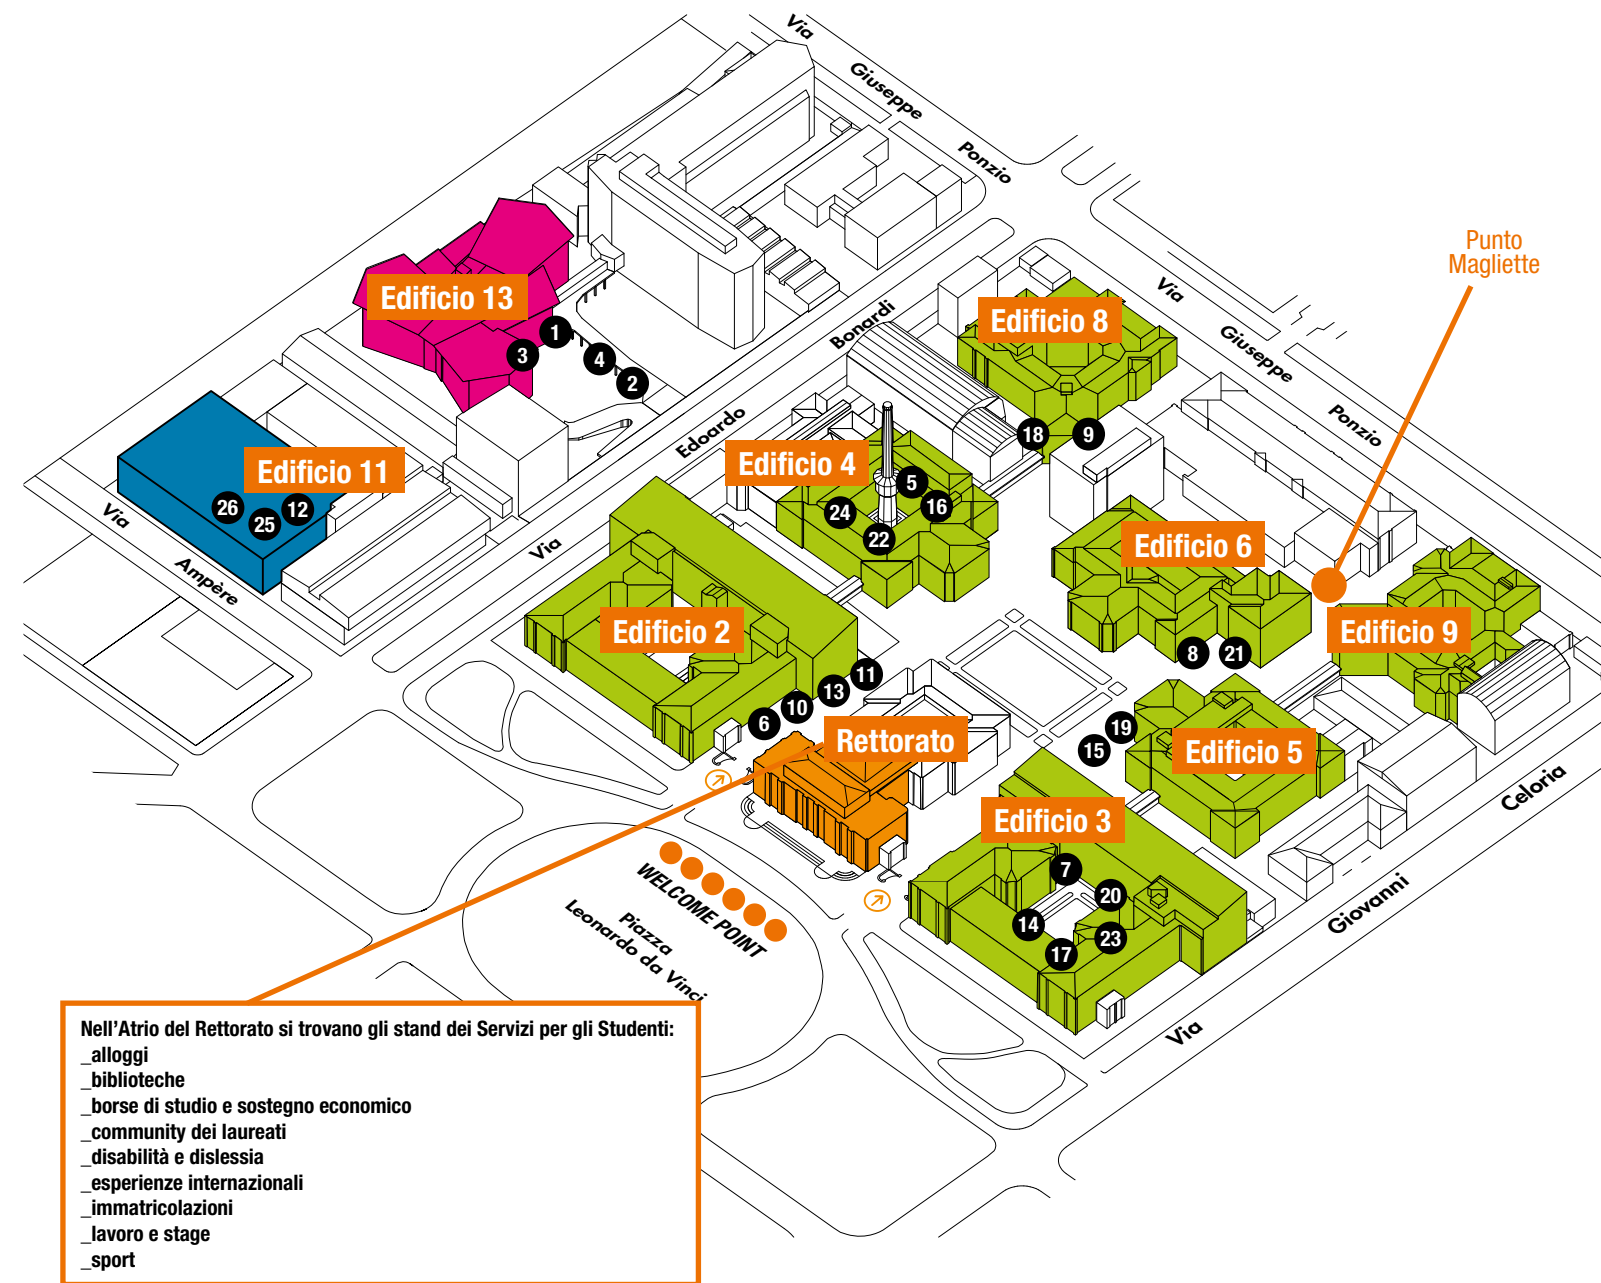 Via
Giuseppe
Ponzio
Punto
Magliette
Edificio 13
1
3
4
2
Bonardi
Edificio 8
Via
Giuseppe
Ponzio
18
9
Edoardo
Edificio 4
Edificio 11
26
25
12
5
24
16
22
Via
Ampère
Via
Edificio 6
Edificio 2
Edificio 9
8
21
11
13
10
6
Rettorato
19
15
Edificio 5
Celoria
Edificio 3
7
20
14
23
17
Giovanni
WELCOME POINT
Piazza
Leonardo da Vinci
Via
Nell'Atrio del Rettorato si trovano gli stand dei Servizi per gli Studenti:
_alloggi
_biblioteche
_borse di studio e sostegno economico
_community dei laureati
_disabilità e dislessia
_esperienze internazionali
_immatricolazioni
_lavoro e stage
_sport